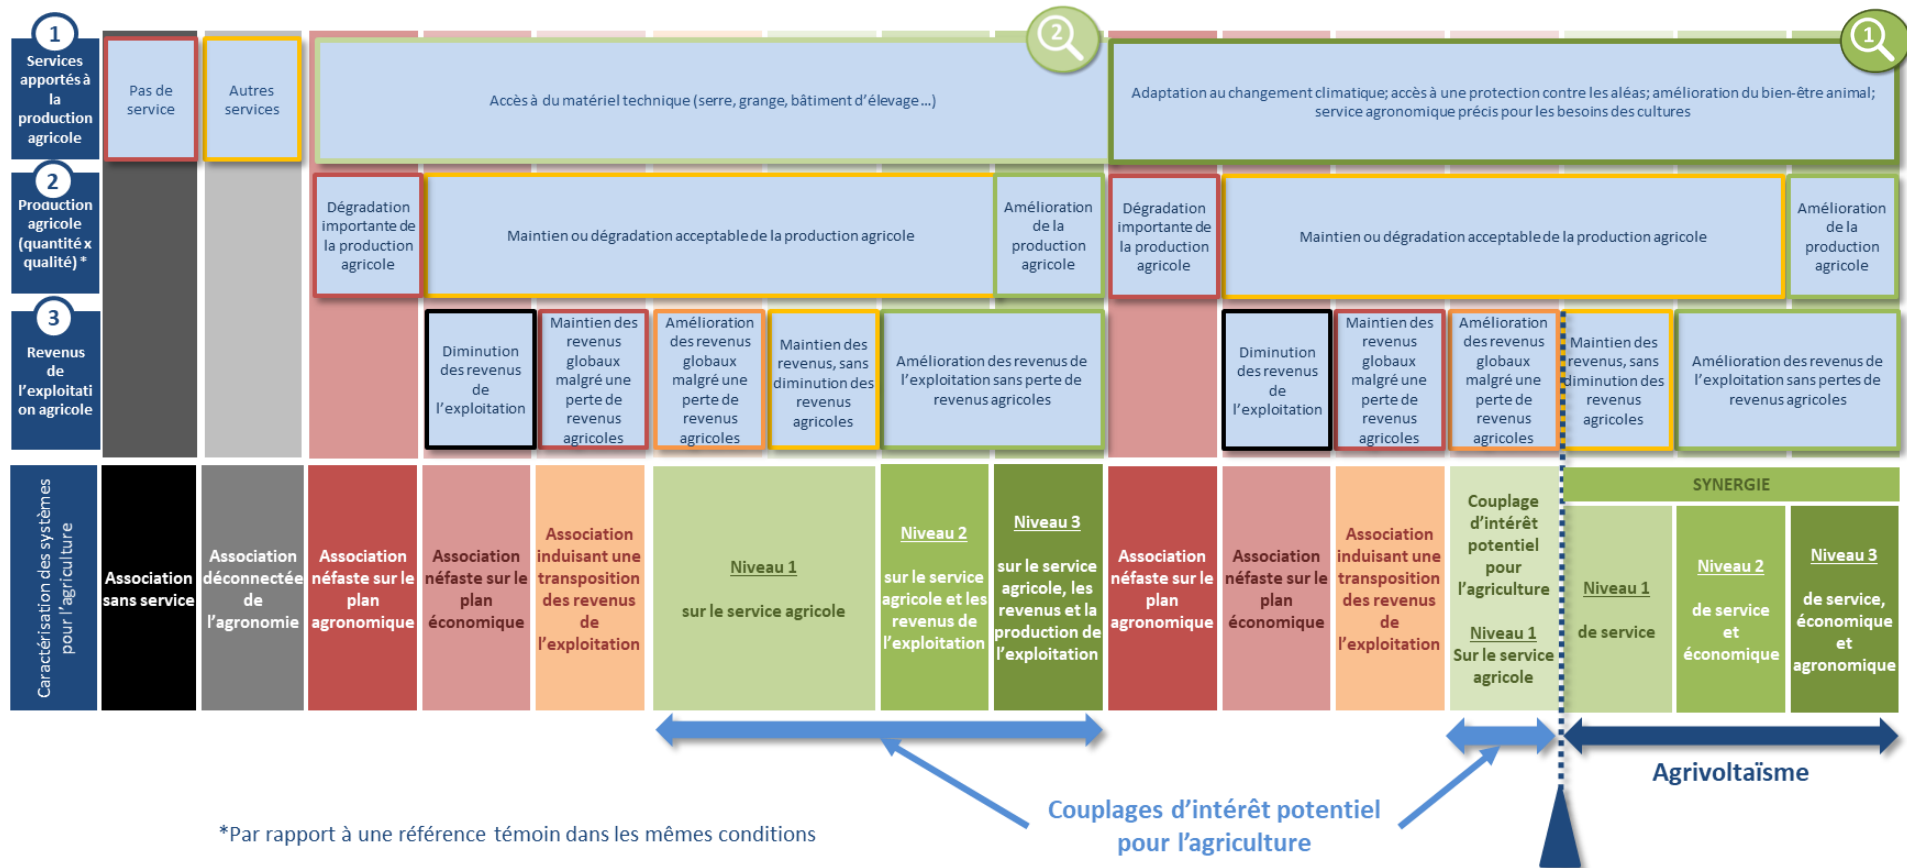 1
Services
apportés à
la
production
agricole
Pas de
service
Autres
services
Accès à du matériel technique (serre, grange, bâtiment d’élevage …)
2
Adaptation au changement climatique; accès à une protection contre les aléas; amélioration du bien-être animal;
service agronomique précis pour les besoins des cultures
1
2
Production
agricole
(quantité x
qualité) *
Dégradation
importante de
la production
agricole
Maintien ou dégradation acceptable de la production agricole
Amélioration
de la
production
agricole
Dégradation
importante de
la production
agricole
Maintien ou dégradation acceptable de la production agricole
Amélioration
de la
production
agricole
3
Revenus
de
l’exploitati
on agricole
Diminution
des revenus
de
l’exploitation
Maintien des
revenus
globaux
malgré une
perte de
revenus
agricoles
Amélioration
des revenus
globaux
malgré une
perte de
revenus
agricoles
Maintien des
revenus, sans
diminution des
revenus
agricoles
Amélioration des revenus de
l’exploitation sans perte de
revenus agricoles
Diminution
des revenus
de
l’exploitation
Maintien des
revenus
globaux
malgré une
perte de
revenus
agricoles
Amélioration
des revenus
globaux
malgré une
perte de
revenus
agricoles
Maintien des
revenus, sans
diminution des
revenus
agricoles
Amélioration des revenus de
l’exploitation sans pertes de
revenus agricoles
Caractérisation des systèmes
pour l’agriculture
Association
sans service
Association
déconnectée
de
l’agronomie
Association
néfaste sur le
plan
agronomique
Association
néfaste sur le
plan
économique
Association
induisant une
transposition
des revenus
de
l’exploitation
Niveau 1
sur le service agricole
Niveau 2
sur le service
agricole et les
revenus de
l’exploitation
Niveau 3
sur le service
agricole, les
revenus et la
production de
l’exploitation
Association
néfaste sur le
plan
agronomique
Association
néfaste sur le
plan
économique
Association
induisant une
transposition
des revenus
de
l’exploitation
Couplage
d’intérêt
potentiel
pour
l’agriculture
Niveau 1
Sur le service
agricole
SYNERGIE
Niveau 1
de service
Niveau 2
de service
et
économique
Niveau 3
de service,
économique
et
agronomique
Agrivoltaïsme
Couplages d’intérêt potentiel
pour l’agriculture
*Par rapport à une référence témoin dans les mêmes conditions